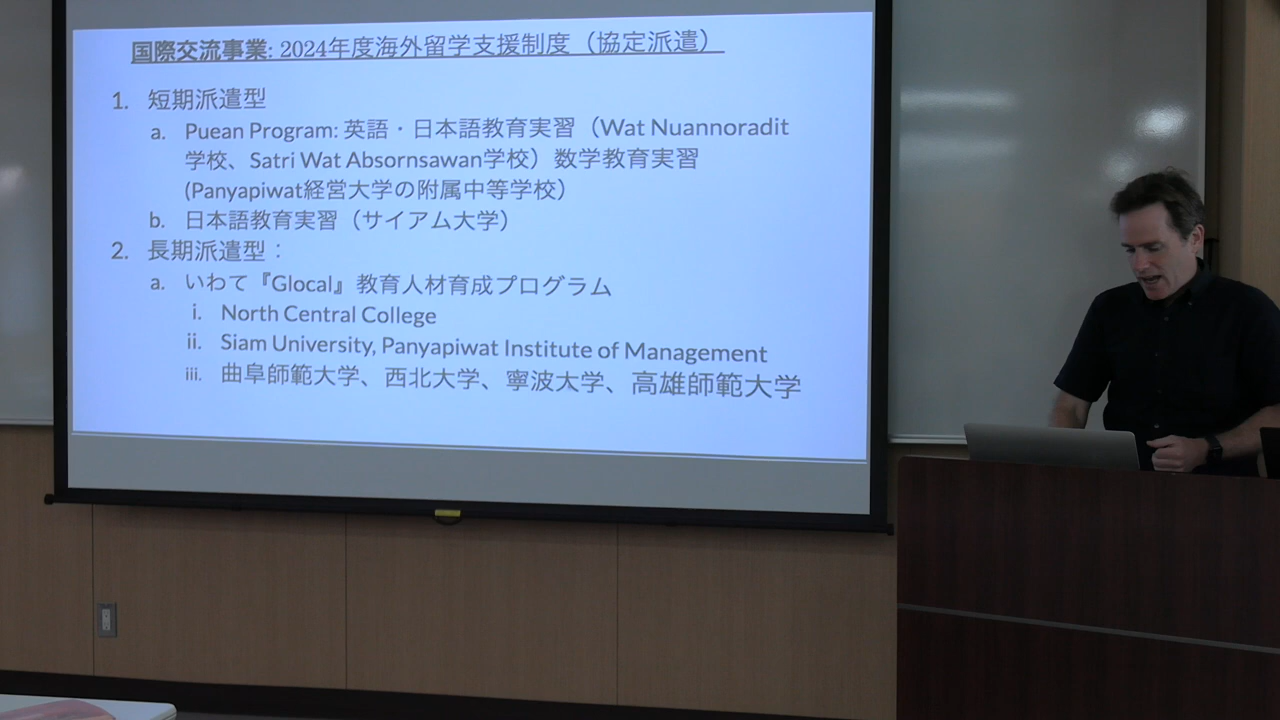 国際交流事業: 2024年度海外留学支援制度（協定派遣）
1. 短期派遣型
a. Puean Program: 英語・日本語教育実習（Wat Nuannoradit
学校、Satri Wat Absornsawan学校）数学教育実習
(Panyapiwat経営大学の附属中等学校）
b. 日本語教育実習（サイアム大学）
2. 長期派遣型：
a. いわて『Glocal』教育人材育成プログラム
i. North Central College
ii. Siam University, Panyapiwat Institute of Management
iii. 曲阜師範大学、西北大学、寧波大学、高雄師範大学